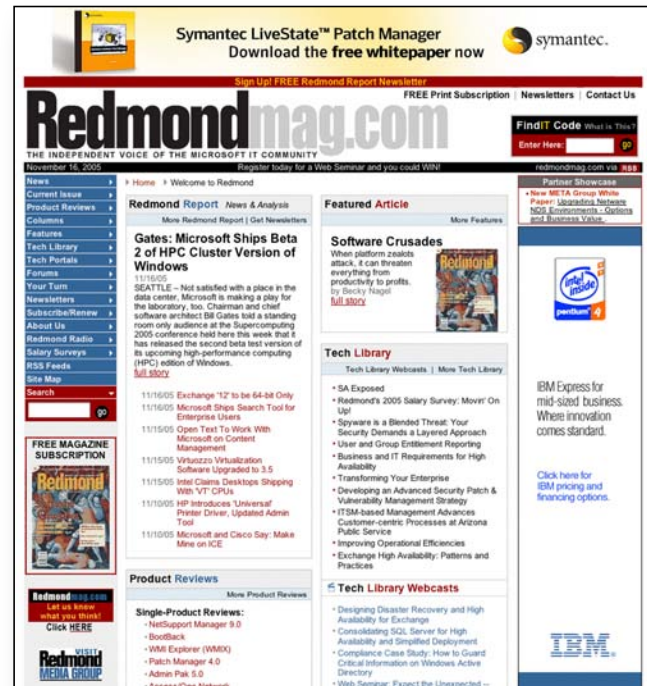 Symantec LiveState™ Patch Manager
Download the free whitepaper now
symantec.
Sign Up! FREE Redmond Report Newsletter
FREE Print Subscription | Newsletters | Contact Us
Redmondmag.com
THE INDEPENDENT VOICE OF THE MICROSOFT IT COMMUNITY
FindIT Code What is This?
Enter Here: go
November 16, 2005
Register today for a Web Seminar and you could WIN!
redmondmag.com via RSS
News
Current Issue
Product Reviews
Columns
Features
Tech Library
Tech Portals
Forums
Your Turn
Newsletters
Subscribe/Renew
About Us
Redmond Radio
Salary Surveys
RSS Feeds
Site Map
Search
go
FREE MAGAZINE
SUBSCRIPTION
Redmond
Redmondmag.com
Let us know
what you think!
Click HERE
VISIT
Redmond
MEDIA GROUP
Home Welcome to Redmond
Redmond Report News & Analysis
More Redmond Report | Get Newsletters
Gates: Microsoft Ships Beta
2 of HPC Cluster Version of
Windows
11/16/05
SEATTLE – Not satisfied with a place in the
data center, Microsoft is making a play for
the laboratory, too. Chairman and chief
software architect Bill Gates told a standing
room only audience at the Supercomputing
2005 conference held here this week that it
has released the second beta test version of
its upcoming high-performance computing
(HPC) edition of Windows.
full story
11/16/05 Exchange '12' to be 64-bit Only
11/16/05 Microsoft Ships Search Tool for
Enterprise Users
11/15/05 Open Text To Work With
Microsoft on Content
Management
11/15/05 Virtuozzo Virtualization
Software Upgraded to 3.5
11/15/05 Intel Claims Desktops Shipping
With 'VT' CPUs
11/10/05 HP Introduces 'Universal'
Printer Driver, Updated Admin
Tool
11/10/05 Microsoft and Cisco Say: Make
Mine on ICE
Product Reviews
More Product Reviews
Single-Product Reviews:
• NetSupport Manager 9.0
• BootBack
• WMI Explorer (WMIX)
• Patch Manager 4.0
• Admin Pak 5.0
Featured Article
More Features
Software Crusades
When platform zealots
attack, it can threaten
everything from
productivity to profits.
by Becky Nagel
full story
Redmond
Tech Library
Tech Library Webcasts | More Tech Library
• SA Exposed
• Redmond's 2005 Salary Survey: Movin' On
Up!
• Spyware is a Blended Threat: Your
Security Demands a Layered Approach
• User and Group Entitlement Reporting
• Business and IT Requirements for High
Availability
• Transforming Your Enterprise
• Developing an Advanced Security Patch &
Vulnerability Management Strategy
• ITSM-based Management Advances
Customer-centric Processes at Arizona
Public Service
• Improving Operational Efficiencies
• Exchange High Availability: Patterns and
Practices
Tech Library Webcasts
• Designing Disaster Recovery and High
Availability for Exchange
• Consolidating SQL Server for High
Availability and Simplified Deployment
• Compliance Case Study: How to Guard
Critical Information on Windows Active
Directory
• Web Seminar: Expect the Unexpected --
Partner Showcase
• New META Group White
Paper: Upgrading Netware
NDS Environments - Options
and Business Value
intel
inside
pentium 4
IBM Express for
mid-sized business.
Where innovation
comes standard.
Click here for
IBM pricing and
financing options.
IBM